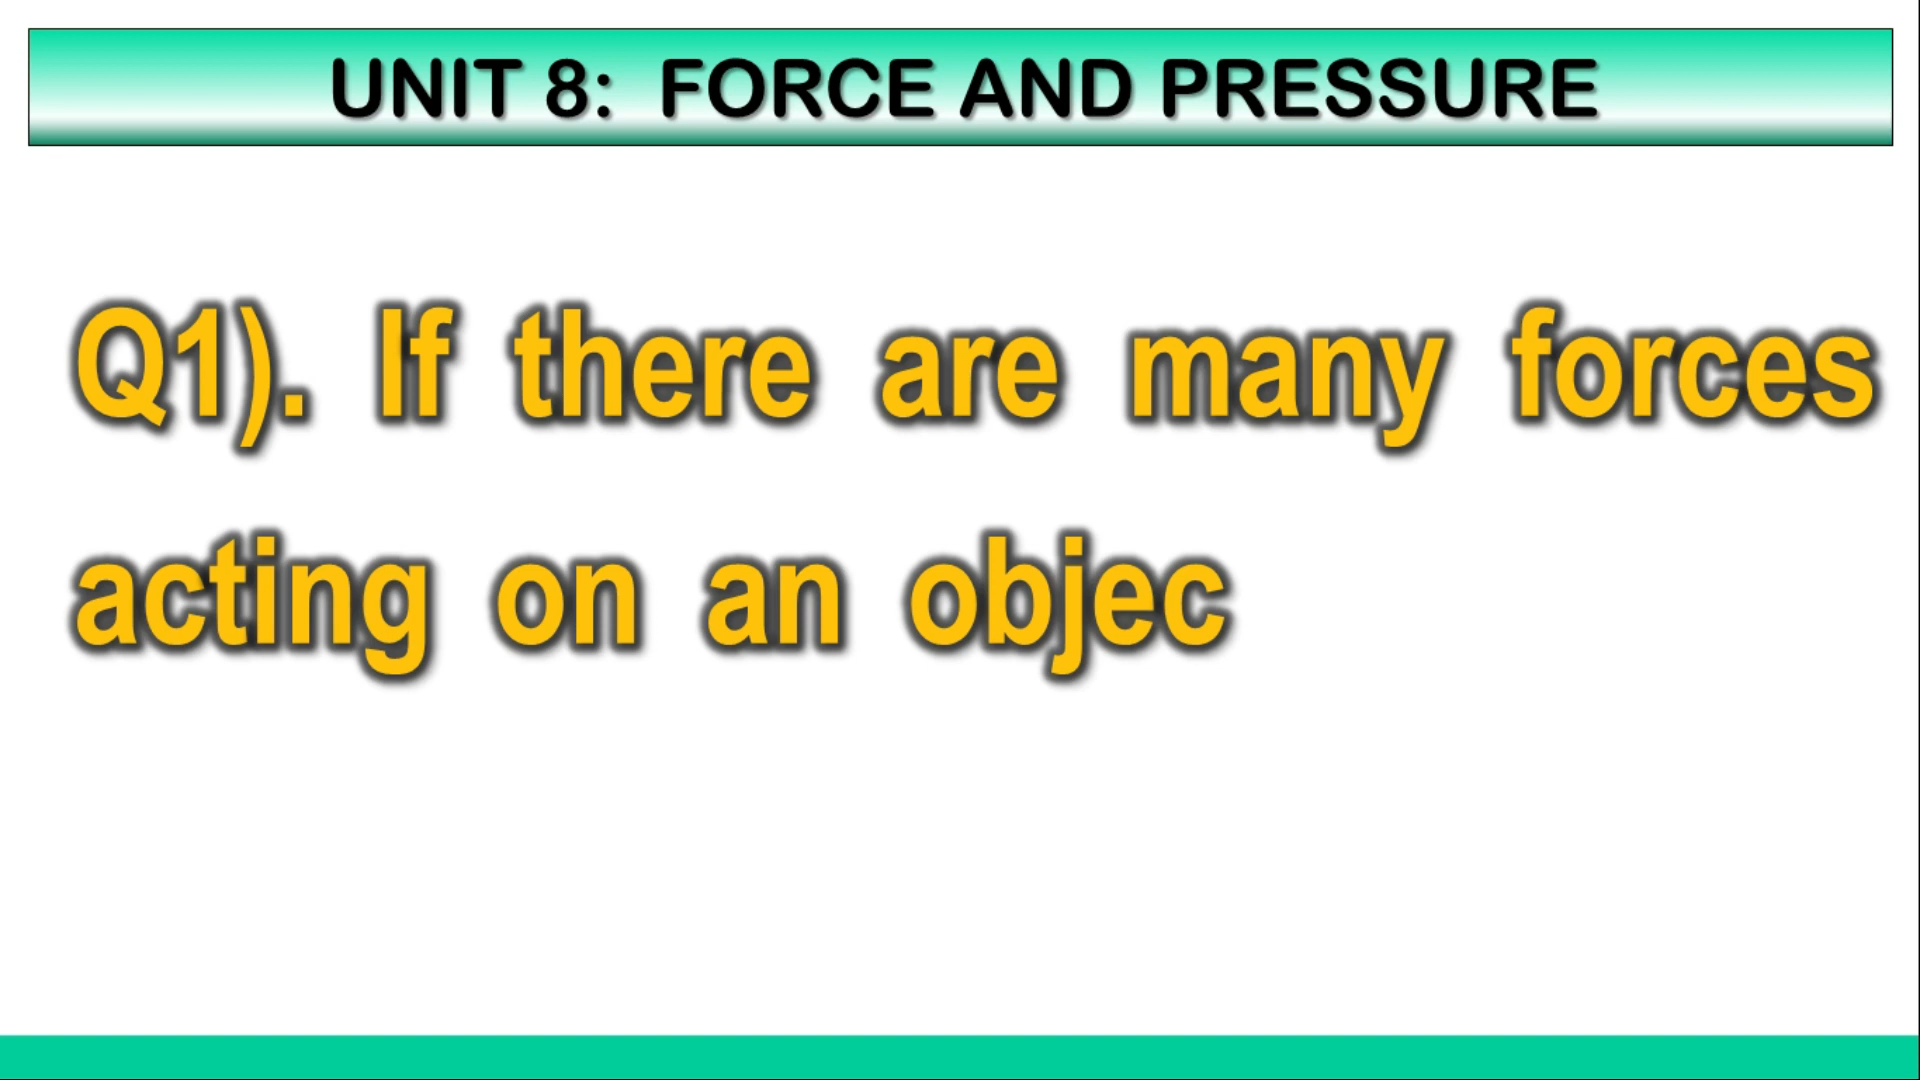 UNIT 8: FORCE AND PRESSURE
Q1). If there are many forces
acting on an objec